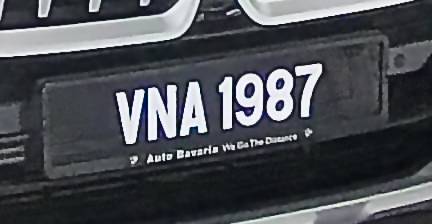 VNA 1987
Auto Bavaria We Go The Distance